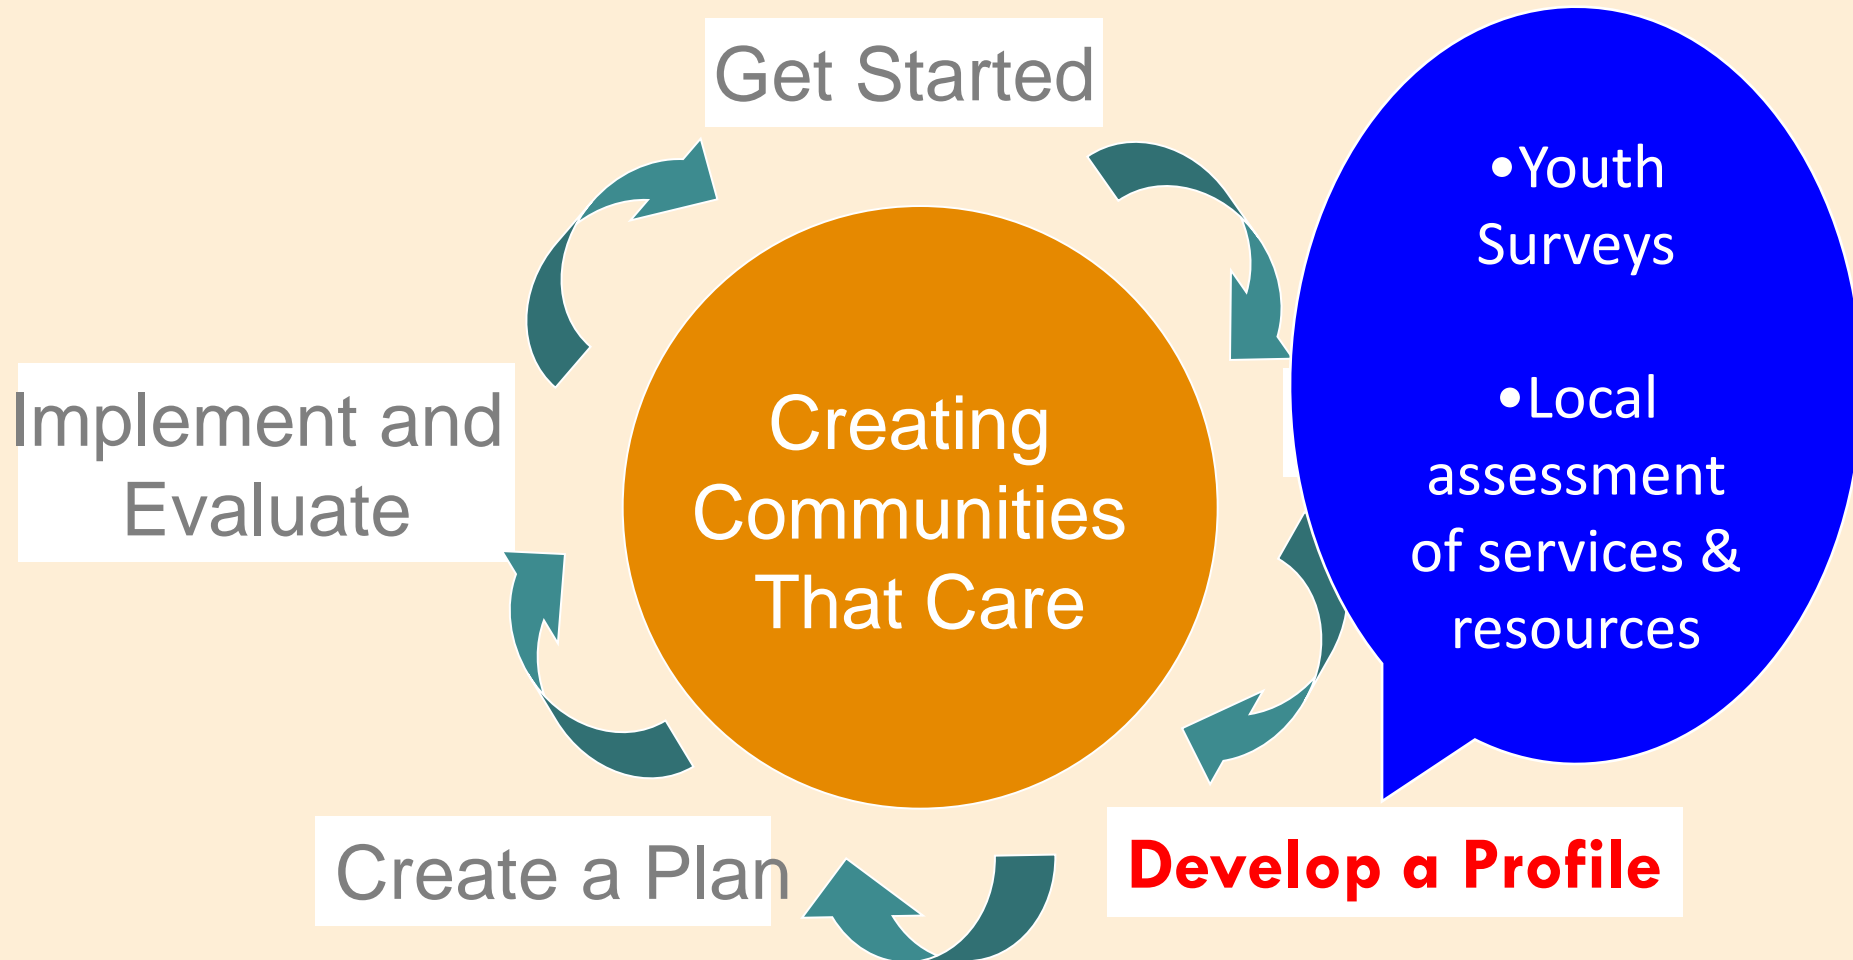 Get Started
•Youth
Surveys
•Local
assessment
of services &
resources
Implement and
Evaluate
Creating
Communities
That Care
Create a Plan
Develop a Profile